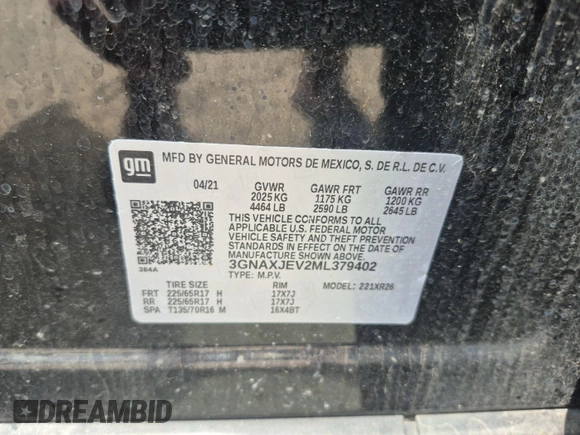 gm
MFD BY GENERAL MOTORS DE MEXICO, S. DE R.L. DE C.V.
04/21 GVWR GAWR FRT GAWR RR
2025 KG 1175 KG 1200 KG
4464 LB 2590 LB 2645 LB
THIS VEHICLE CONFORMS TO ALL
APPLICABLE U.S. FEDERAL MOTOR
VEHICLE SAFETY AND THEFT PREVENTION
STANDARDS IN EFFECT ON THE DATE OF
MANUFACTURE SHOWN ABOVE.
3GNAXJEV2ML379402
TYPE: M.P.V.
384A
TIRE SIZE RIM MODEL: 221XR26
FRT 225/65R17 H 17X7J
RR 225/65R17 H 17X7J
SPA T135/70R16 M 16X4BT
DREAMBID